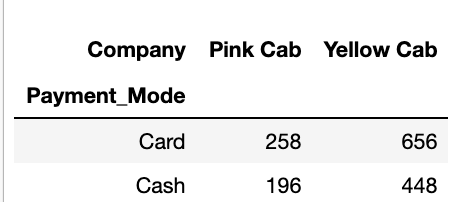 Company Pink Cab Yellow Cab
Payment_Mode
Card 258 656
Cash 196 448